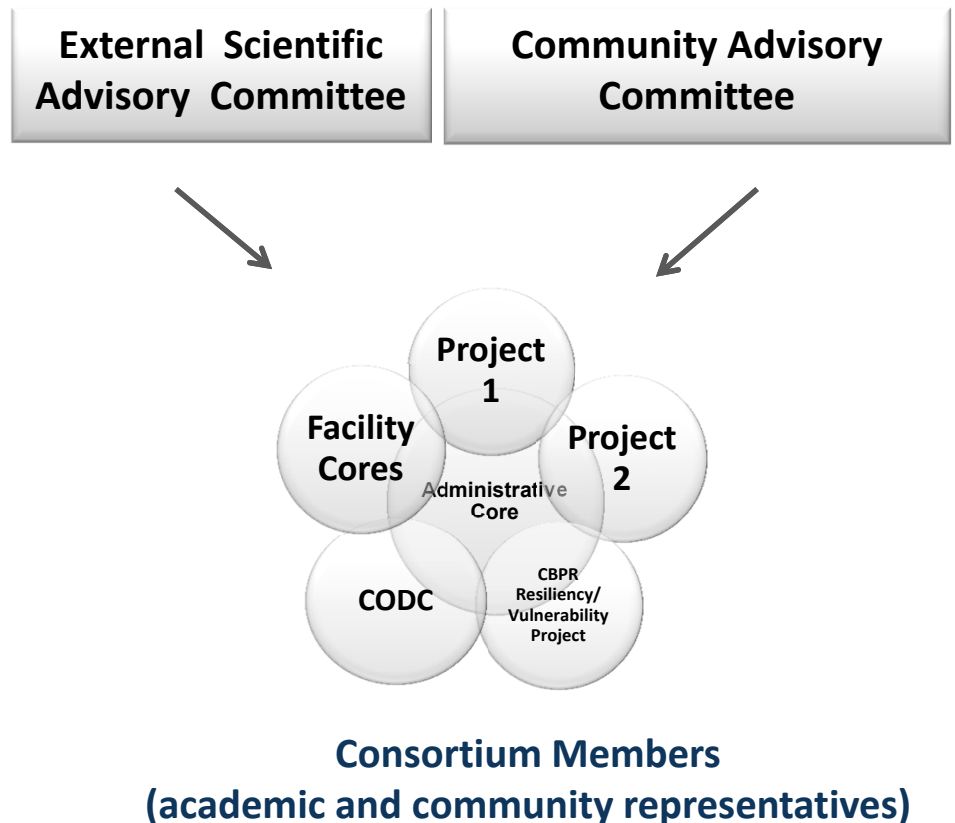 External Scientific
Advisory Committee
Community Advisory
Committee
Project
1
Facility
Cores
Project
2
Administrative
Core
CODC
CBPR
Resiliency/
Vulnerability
Project
Consortium Members
(academic and community representatives)